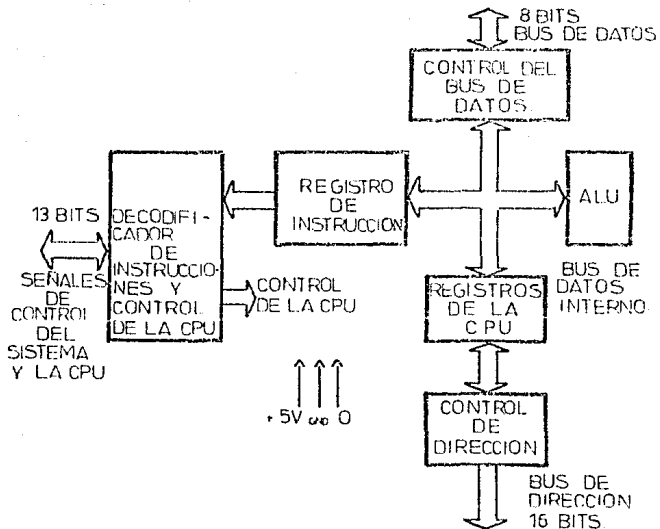 8 BITS
BUS DE DATOS
CONTROL DEL
BUS DE
DATOS
REGISTRO
DE
INSTRUCCION
ALU
13 BITS
DECODIFI-
CADOR
DE
INSTRUCCIO-
NES Y
CONTROL
DE LA CPU
SEÑALES
DE
CONTROL
DEL
SISTEMA
Y LA CPU
CONTROL
DE LA CPU
BUS DE
DATOS
INTERNO
REGISTROS
DE LA
CPU
+ 5V GND 0
CONTROL
DE
DIRECCION
BUS DE
DIRECCION
16 BITS.